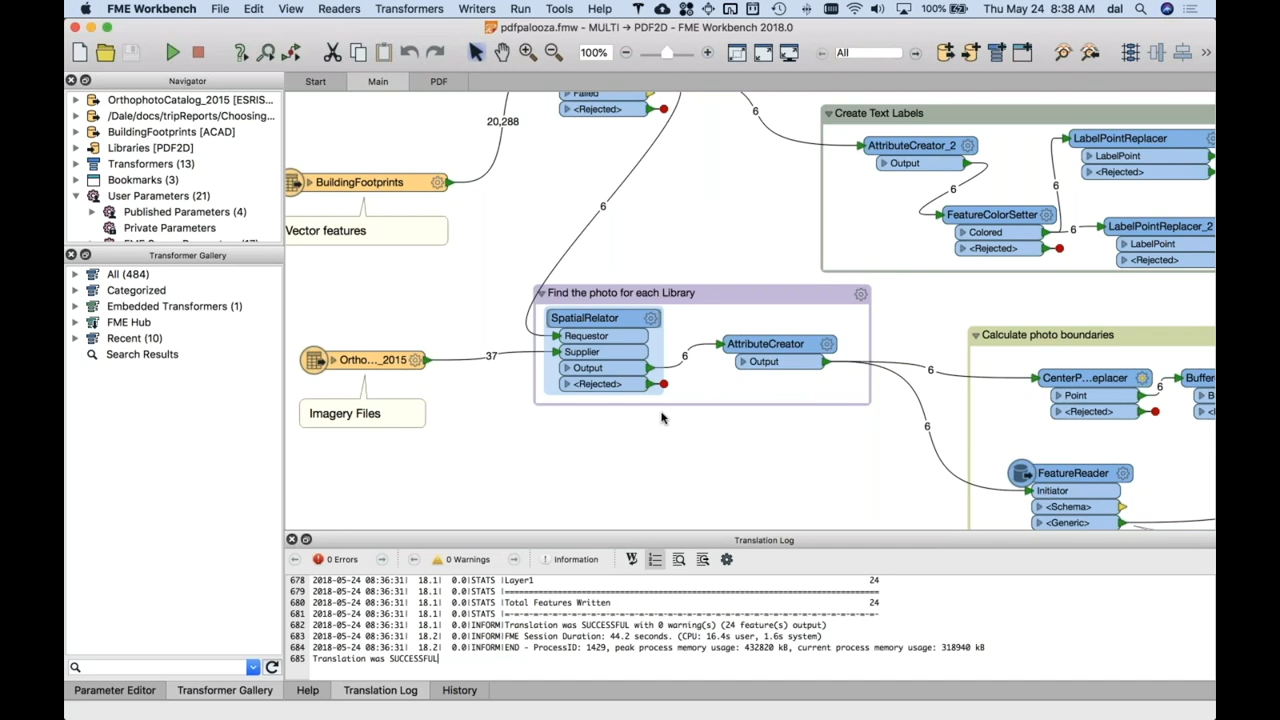 FME Workbench File Edit View Readers Transformers Writers Run Tools Help 100% Thu May 24 8:38 AM dal
pdfpalooza.fmw - MULTI → PDF2D - FME Workbench 2018.0
100% All
Navigator
Start Main PDF
OrthophotoCatalog_2015 [ESRIS...
/Dale/docs/tripReports/Choosing...
BuildingFootprints [ACAD]
Libraries [PDF2D]
Transformers (13)
Bookmarks (3)
User Parameters (21)
Published Parameters (4)
Private Parameters
Transformer Gallery
All (484)
Categorized
Embedded Transformers (1)
FME Hub
Recent (10)
Search Results
Parameter Editor Transformer Gallery
Failed
<Rejected>
20,288
BuildingFootprints
Vector features
6
6
Create Text Labels
AttributeCreator_2
Output
6
FeatureColorSetter
Colored
<Rejected>
6
6
LabelPointReplacer
LabelPoint
<Rejected>
LabelPointReplacer_2
LabelPoint
<Rejected>
Find the photo for each Library
SpatialRelator
Requestor
Supplier
Output
<Rejected>
6
AttributeCreator
Output
Ortho..._2015
37
Imagery Files
6
6
Calculate photo boundaries
CenterP...eplacer
Point
<Rejected>
6
Buffer
B
<R
FeatureReader
Initiator
<Schema>
<Generic>
Translation Log
0 Errors 0 Warnings Information
678 2018-05-24 08:36:31| 18.1| 0.0|STATS |Layer1 24
679 2018-05-24 08:36:31| 18.1| 0.0|STATS |==============================================================================
680 2018-05-24 08:36:31| 18.1| 0.0|STATS |Total Features Written 24
681 2018-05-24 08:36:31| 18.1| 0.0|STATS |=-=-=-=-=-=-=-=-=-=-=-=-=-=-=-=-=-=-=-=-=-=-=-=-=-=-=-=-=-=-=-=-=-=-=-=-=-=-
682 2018-05-24 08:36:31| 18.1| 0.0|INFORM|Translation was SUCCESSFUL with 0 warning(s) (24 feature(s) output)
683 2018-05-24 08:36:31| 18.2| 0.0|INFORM|FME Session Duration: 44.2 seconds. (CPU: 16.4s user, 1.6s system)
684 2018-05-24 08:36:31| 18.2| 0.0|INFORM|END - ProcessID: 1429, peak process memory usage: 432820 kB, current process memory usage: 318940 kB
685 Translation was SUCCESSFUL
Help Translation Log History